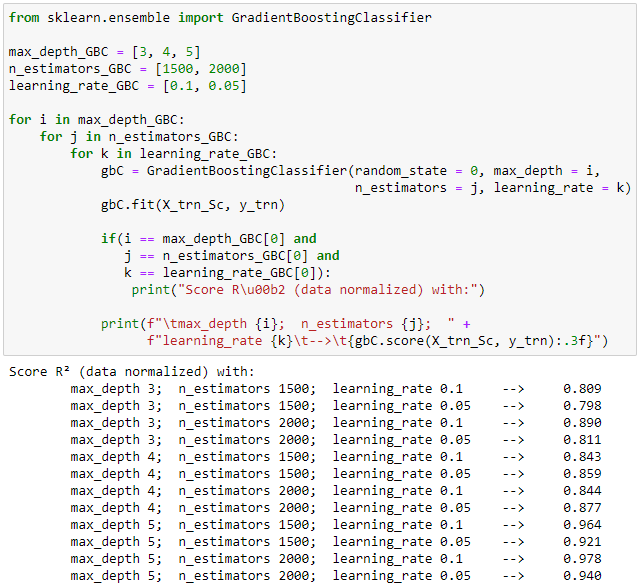 from sklearn.ensemble import GradientBoostingClassifier
max_depth_GBC = [3, 4, 5]
n_estimators_GBC = [1500, 2000]
learning_rate_GBC = [0.1, 0.05]
for i in max_depth_GBC:
    for j in n_estimators_GBC:
        for k in learning_rate_GBC:
            gbC = GradientBoostingClassifier(random_state = 0, max_depth = i,
                                             n_estimators = j, learning_rate = k)
            gbC.fit(X_trn_Sc, y_trn)
            if(i == max_depth_GBC[0] and
               j == n_estimators_GBC[0] and
               k == learning_rate_GBC[0]):
                print("Score R\u00b2 (data normalized) with:")
            print(f"\tmax_depth {i};  n_estimators {j};  " +
                  f"learning_rate {k}\t-->\t{gbC.score(X_trn_Sc, y_trn):.3f}")
Score R² (data normalized) with:
        max_depth 3;  n_estimators 1500;  learning_rate 0.1     -->     0.809
        max_depth 3;  n_estimators 1500;  learning_rate 0.05    -->     0.798
        max_depth 3;  n_estimators 2000;  learning_rate 0.1     -->     0.890
        max_depth 3;  n_estimators 2000;  learning_rate 0.05    -->     0.811
        max_depth 4;  n_estimators 1500;  learning_rate 0.1     -->     0.843
        max_depth 4;  n_estimators 1500;  learning_rate 0.05    -->     0.859
        max_depth 4;  n_estimators 2000;  learning_rate 0.1     -->     0.844
        max_depth 4;  n_estimators 2000;  learning_rate 0.05    -->     0.877
        max_depth 5;  n_estimators 1500;  learning_rate 0.1     -->     0.964
        max_depth 5;  n_estimators 1500;  learning_rate 0.05    -->     0.921
        max_depth 5;  n_estimators 2000;  learning_rate 0.1     -->     0.978
        max_depth 5;  n_estimators 2000;  learning_rate 0.05    -->     0.940